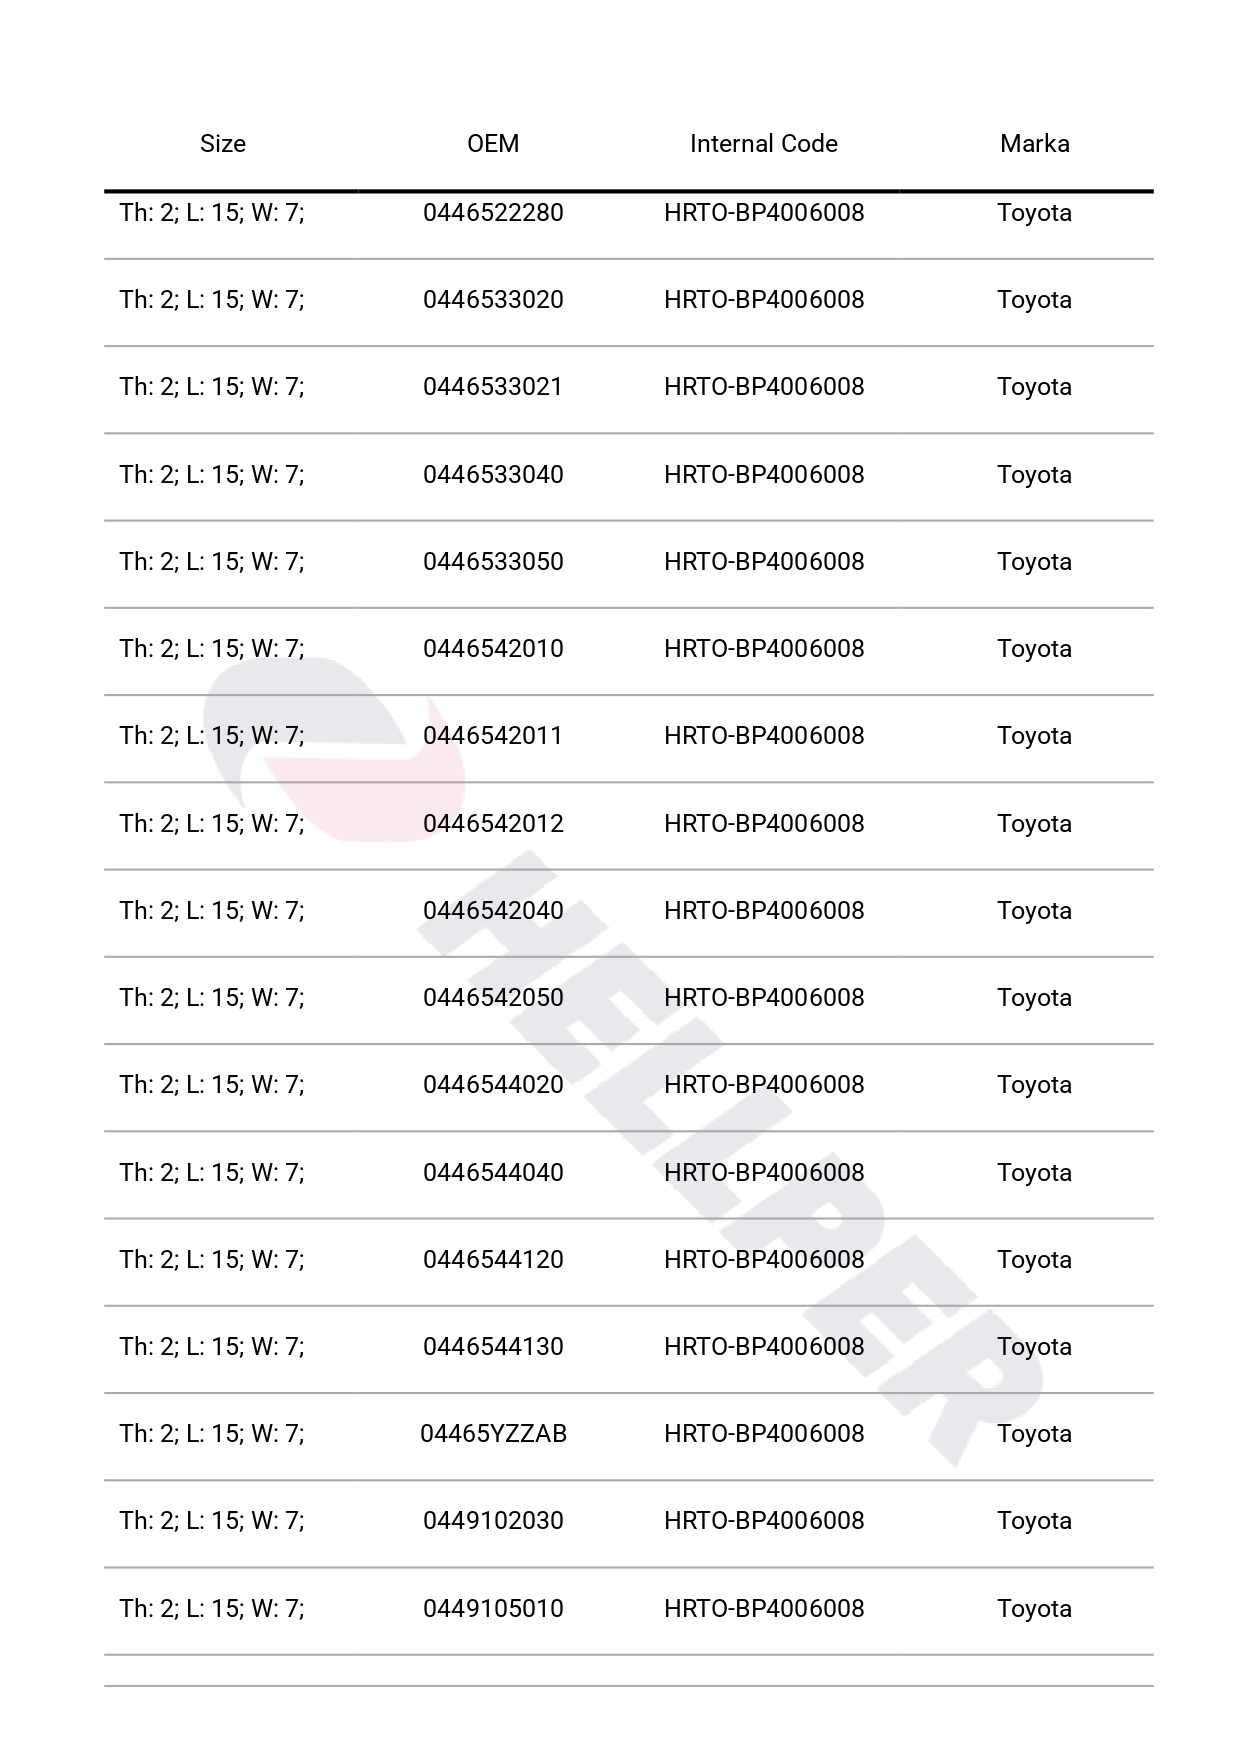 Size OEM Internal Code Marka
Th: 2; L: 15; W: 7; 0446522280 HRTO-BP4006008 Toyota
Th: 2; L: 15; W: 7; 0446533020 HRTO-BP4006008 Toyota
Th: 2; L: 15; W: 7; 0446533021 HRTO-BP4006008 Toyota
Th: 2; L: 15; W: 7; 0446533040 HRTO-BP4006008 Toyota
Th: 2; L: 15; W: 7; 0446533050 HRTO-BP4006008 Toyota
Th: 2; L: 15; W: 7; 0446542010 HRTO-BP4006008 Toyota
Th: 2; L: 15; W: 7; 0446542011 HRTO-BP4006008 Toyota
Th: 2; L: 15; W: 7; 0446542012 HRTO-BP4006008 Toyota
Th: 2; L: 15; W: 7; 0446542040 HRTO-BP4006008 Toyota
Th: 2; L: 15; W: 7; 0446542050 HRTO-BP4006008 Toyota
Th: 2; L: 15; W: 7; 0446544020 HRTO-BP4006008 Toyota
Th: 2; L: 15; W: 7; 0446544040 HRTO-BP4006008 Toyota
Th: 2; L: 15; W: 7; 0446544120 HRTO-BP4006008 Toyota
Th: 2; L: 15; W: 7; 0446544130 HRTO-BP4006008 Toyota
Th: 2; L: 15; W: 7; 04465YZZAB HRTO-BP4006008 Toyota
Th: 2; L: 15; W: 7; 0449102030 HRTO-BP4006008 Toyota
Th: 2; L: 15; W: 7; 0449105010 HRTO-BP4006008 Toyota
HELLPER